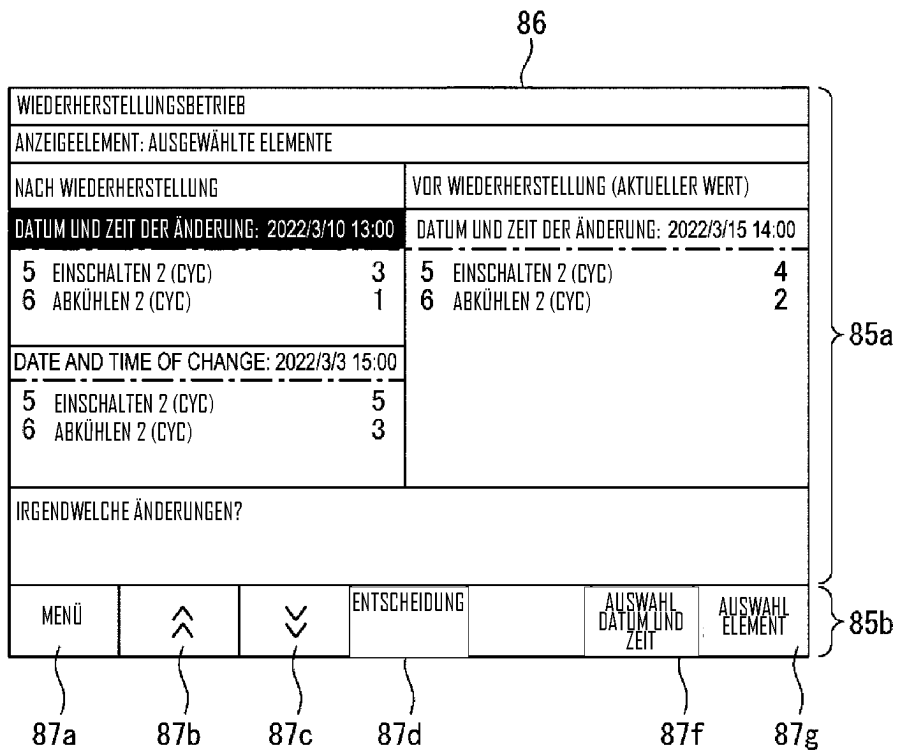 86
WIEDERHERSTELLUNGSBETRIEB
ANZEIGEELEMENT: AUSGEWÄHLTE ELEMENTE
NACH WIEDERHERSTELLUNG
DATUM UND ZEIT DER ÄNDERUNG: 2022/3/10 13:00
5 EINSCHALTEN 2 (CYC) 3
6 ABKÜHLEN 2 (CYC) 1
DATE AND TIME OF CHANGE: 2022/3/3 15:00
5 EINSCHALTEN 2 (CYC) 5
6 ABKÜHLEN 2 (CYC) 3
VOR WIEDERHERSTELLUNG (AKTUELLER WERT)
DATUM UND ZEIT DER ÄNDERUNG: 2022/3/15 14:00
5 EINSCHALTEN 2 (CYC) 4
6 ABKÜHLEN 2 (CYC) 2
85a
IRGENDWELCHE ÄNDERUNGEN?
MENÜ
ENTSCHEIDUNG
AUSWAHL
DATUM UND
ZEIT
AUSWAHL
ELEMENT
85b
87a 87b 87c 87d 87f 87g